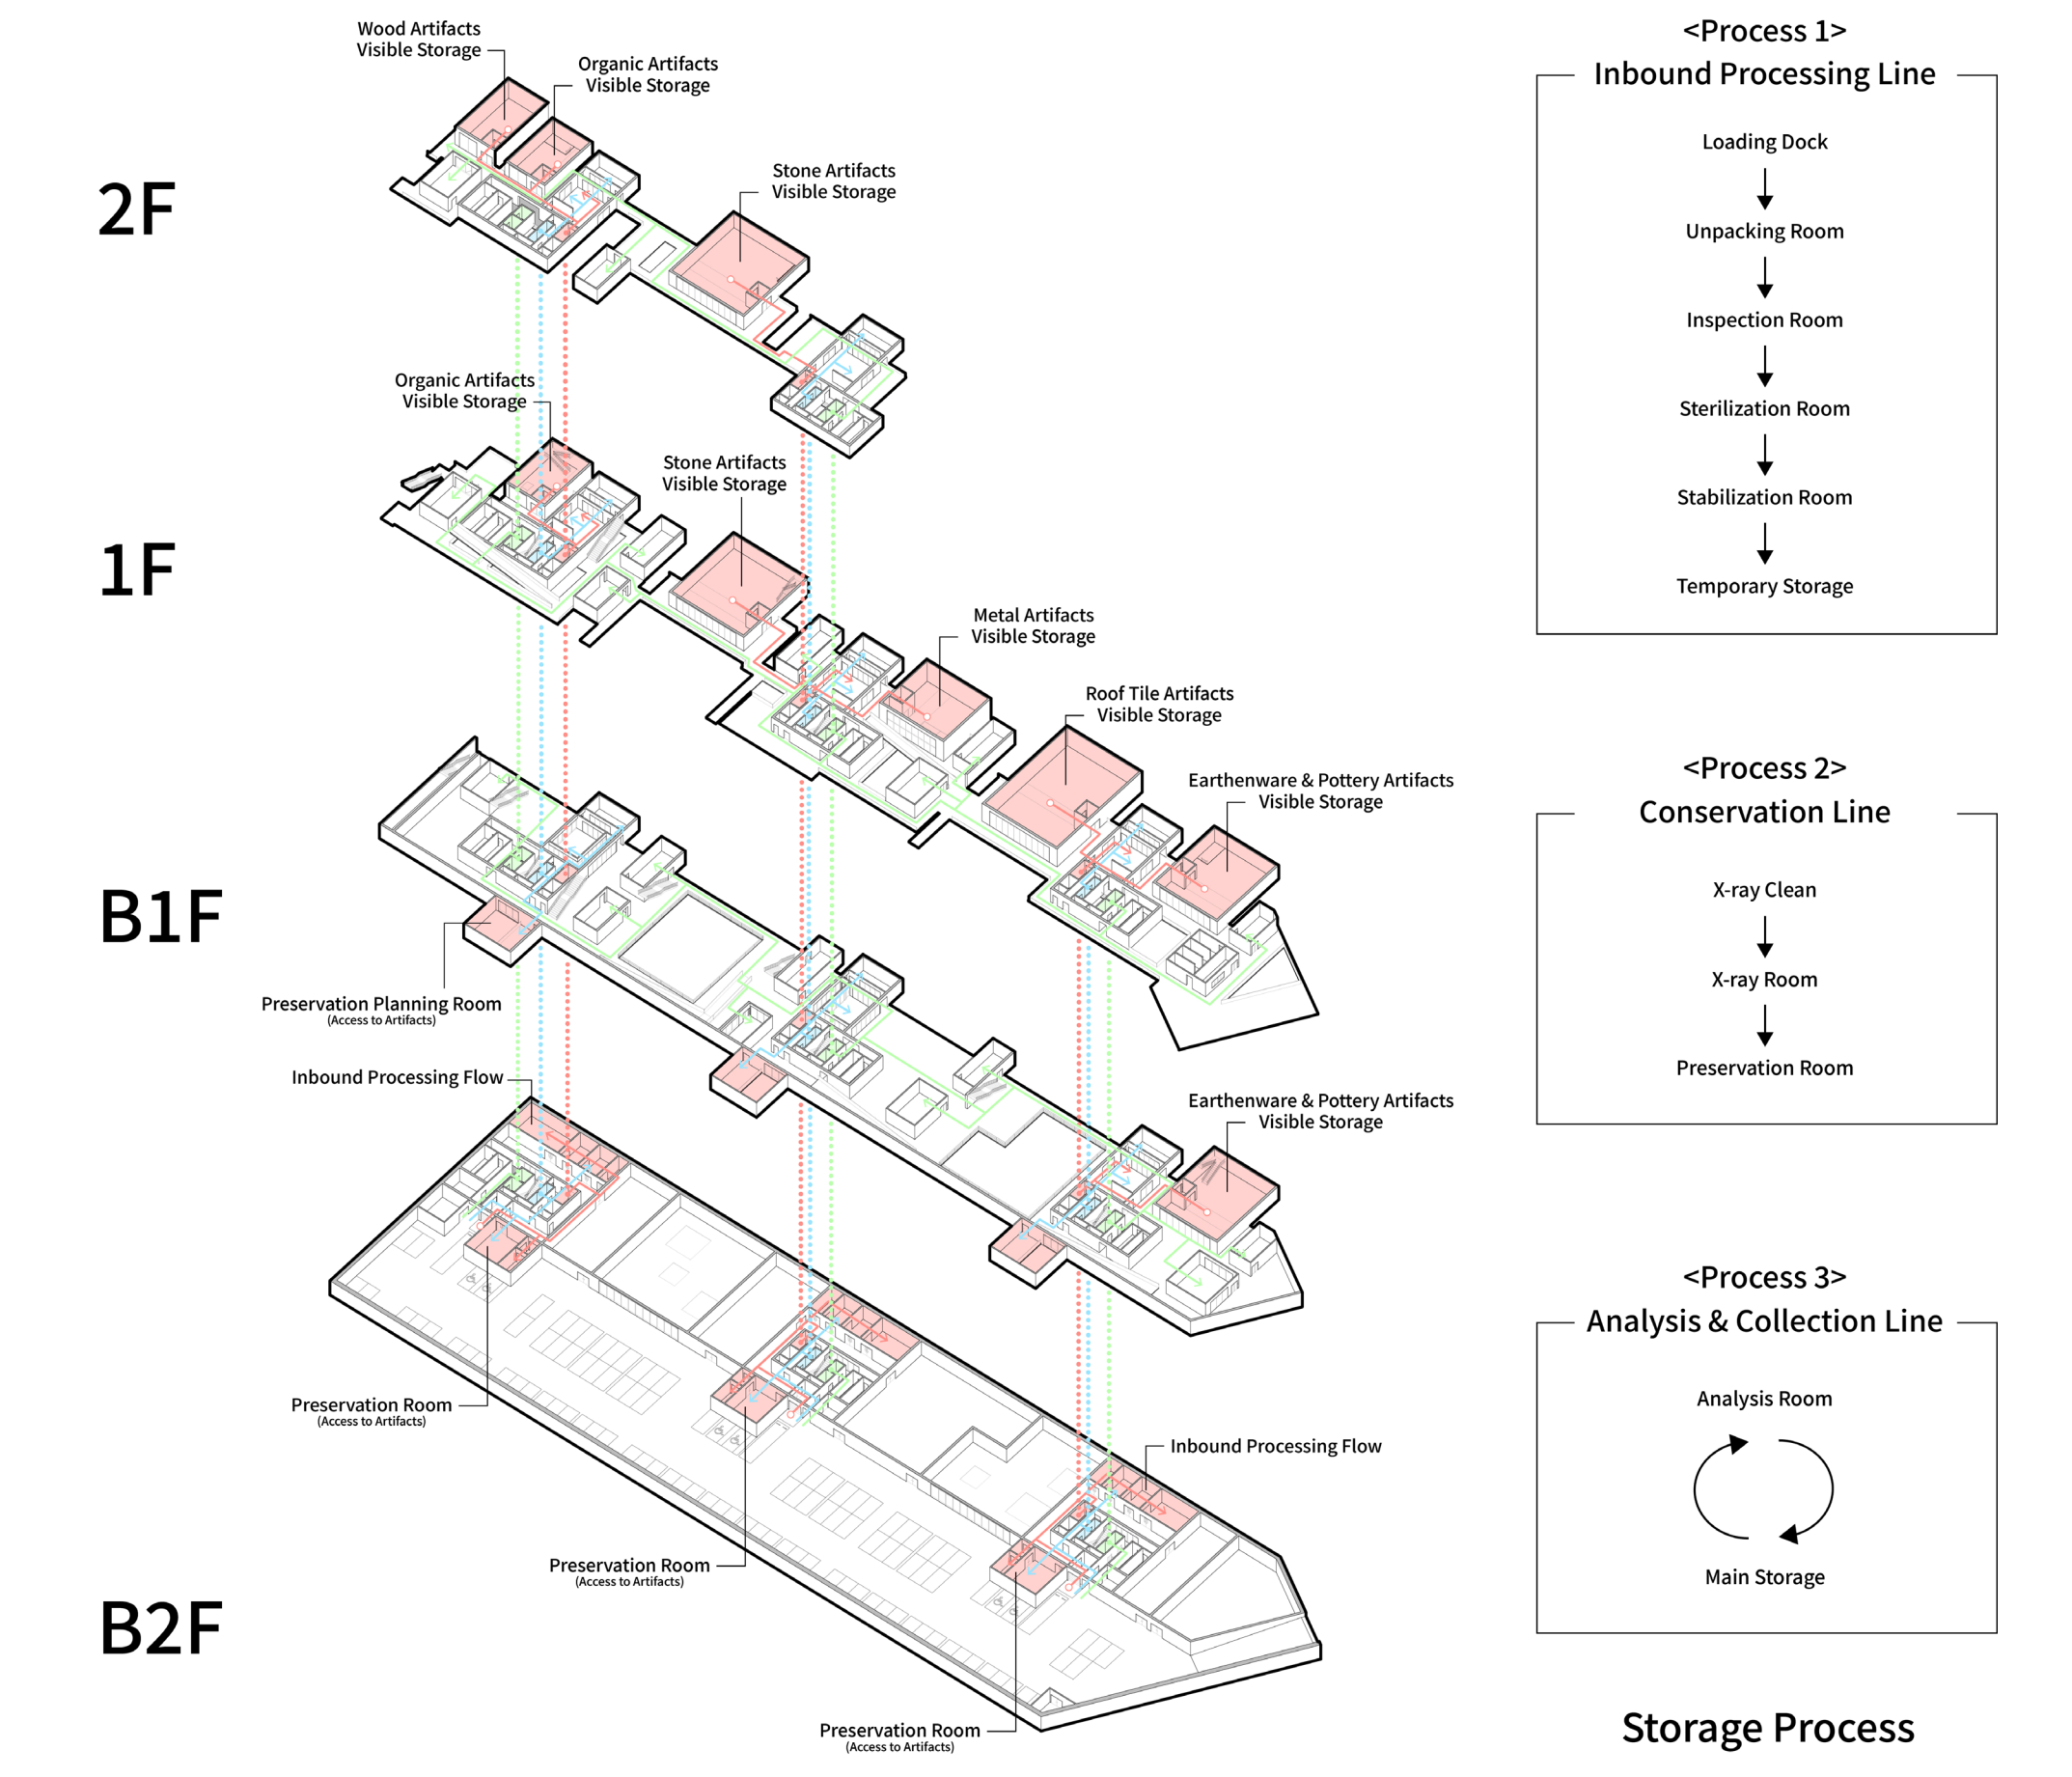 2F
Wood Artifacts
Visible Storage
Organic Artifacts
Visible Storage
Stone Artifacts
Visible Storage
1F
Organic Artifacts
Visible Storage
Stone Artifacts
Visible Storage
Metal Artifacts
Visible Storage
Roof Tile Artifacts
Visible Storage
Earthenware & Pottery Artifacts
Visible Storage
B1F
Preservation Planning Room
(Access to Artifacts)
Earthenware & Pottery Artifacts
Visible Storage
B2F
Inbound Processing Flow
Preservation Room
(Access to Artifacts)
Inbound Processing Flow
Preservation Room
(Access to Artifacts)
Preservation Room
(Access to Artifacts)
<Process 1>
Inbound Processing Line
Loading Dock
Unpacking Room
Inspection Room
Sterilization Room
Stabilization Room
Temporary Storage
<Process 2>
Conservation Line
X-ray Clean
X-ray Room
Preservation Room
<Process 3>
Analysis & Collection Line
Analysis Room
Main Storage
Storage Process